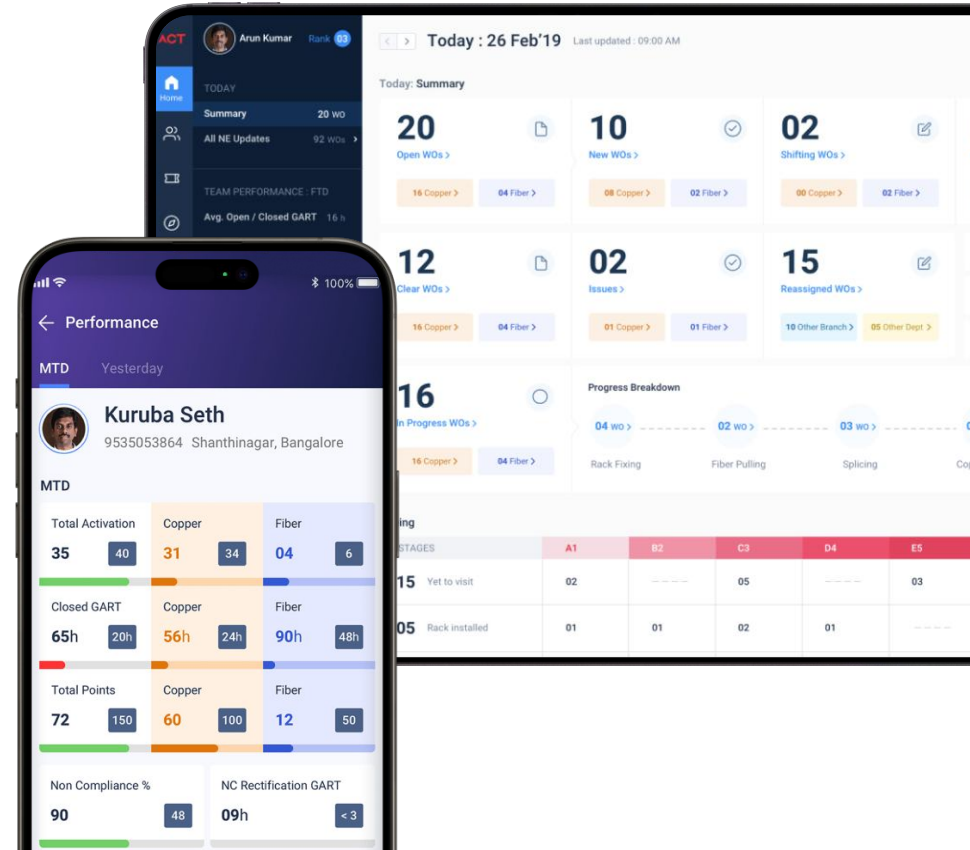 ACT
Arun Kumar Rank 03
Today : 26 Feb'19 Last updated : 09:00 AM
Home
TODAY
Summary 20 WO
All NE Updates 92 WOs >
TEAM PERFORMANCE : FTD
Avg. Open / Closed GART 16 h
Today: Summary
20
Open WOs >
16 Copper > 04 Fiber >
10
New WOs >
08 Copper > 02 Fiber >
02
Shifting WOs >
00 Copper > 02 Fiber >
12
Clear WOs >
16 Copper > 04 Fiber >
02
Issues >
01 Copper > 01 Fiber >
15
Reassigned WOs >
10 Other Branch > 05 Other Dept >
16
In Progress WOs >
16 Copper > 04 Fiber >
Progress Breakdown
04 WO > 02 WO > 03 WO >
Rack Fixing Fiber Pulling Splicing
ing
STAGES A1 B2 C3 D4 E5
15 Yet to visit 02 ---- 05 ---- 03
05 Rack installed 01 01 02 01 ----
100%
← Performance
MTD Yesterday
Kuruba Seth
9535053864 Shanthinagar, Bangalore
MTD
Total Activation Copper Fiber
35 40 31 34 04 6
Closed GART Copper Fiber
65h 20h 56h 24h 90h 48h
Total Points Copper Fiber
72 150 60 100 12 50
Non Compliance % NC Rectification GART
90 48 09h < 3